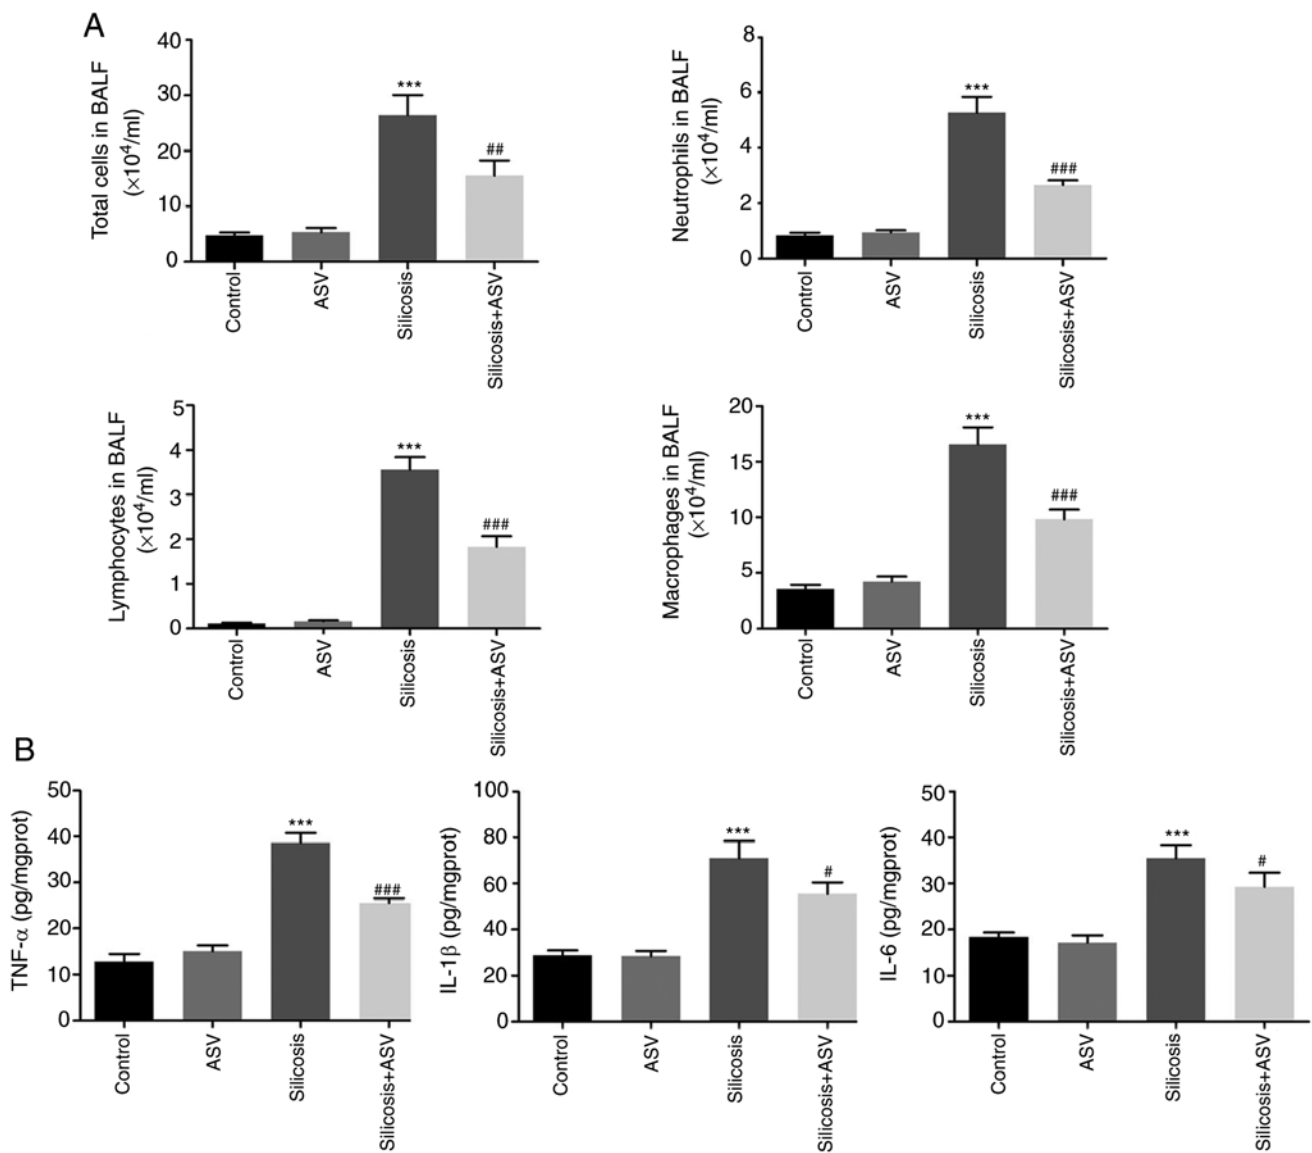 A
Total cells in BALF
(×10⁴/ml)
40
30
20
10
0
***
##
Control
ASV
Silicosis
Silicosis+ASV
Neutrophils in BALF
(×10⁴/ml)
8
6
4
2
0
***
###
Control
ASV
Silicosis
Silicosis+ASV
Lymphocytes in BALF
(×10⁴/ml)
5
4
3
2
1
0
***
###
Control
ASV
Silicosis
Silicosis+ASV
Macrophages in BALF
(×10⁴/ml)
20
15
10
5
0
***
###
Control
ASV
Silicosis
Silicosis+ASV
B
TNF-α (pg/mgprot)
50
40
30
20
10
0
***
###
Control
ASV
Silicosis
Silicosis+ASV
IL-1β (pg/mgprot)
100
80
60
40
20
0
***
#
Control
ASV
Silicosis
Silicosis+ASV
IL-6 (pg/mgprot)
50
40
30
20
10
0
***
#
Control
ASV
Silicosis
Silicosis+ASV